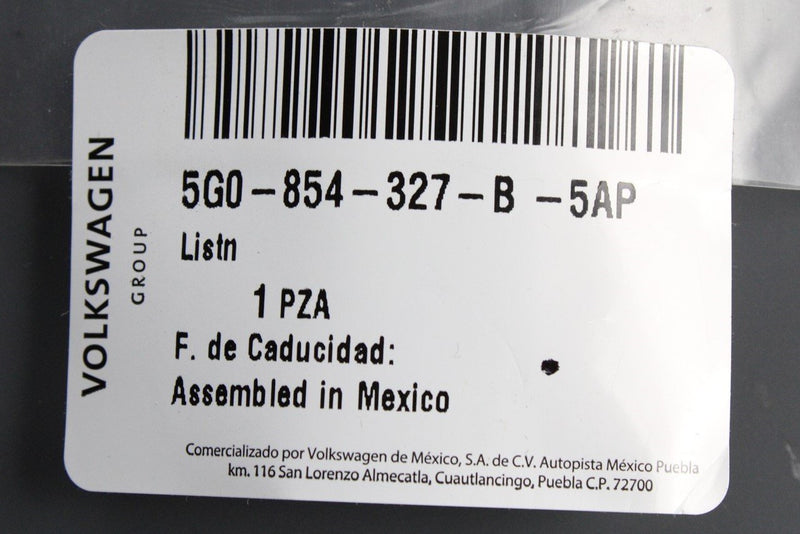 VOLKSWAGEN
GROUP
5G0-854-327-B -5AP
Listn
1 PZA
F. de Caducidad:
Assembled in Mexico
Comercializado por Volkswagen de México, S.A. de C.V. Autopista México Puebla
km. 116 San Lorenzo Almecatla, Cuautlancingo, Puebla C.P. 72700